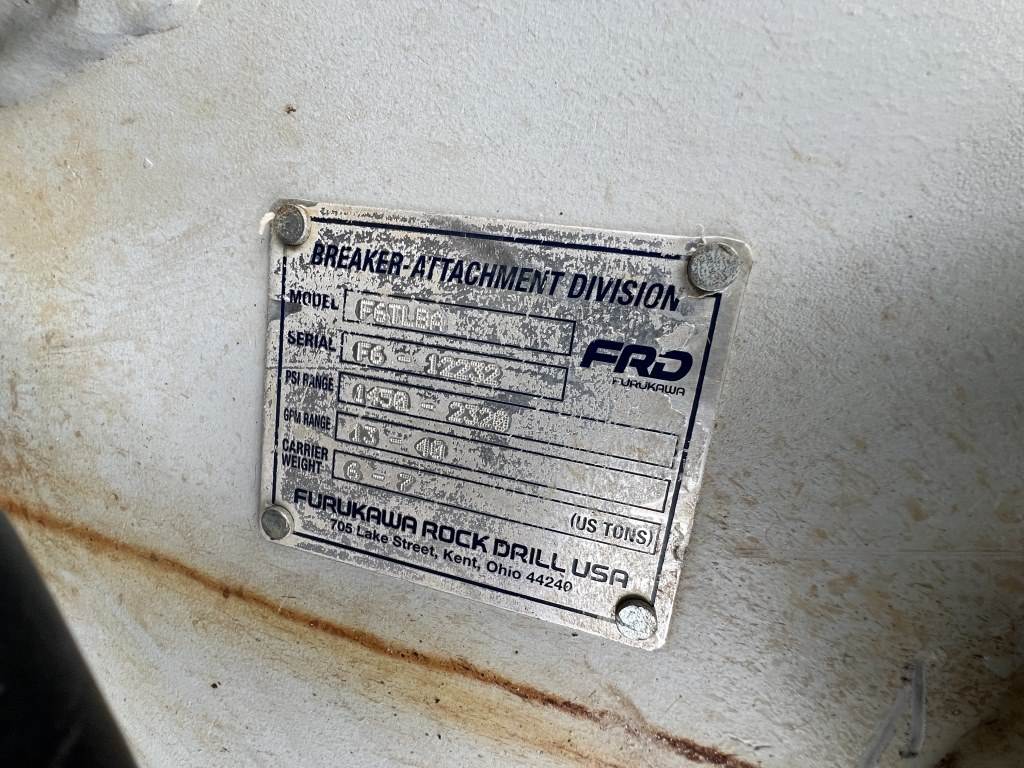 BREAKER-ATTACHMENT DIVISION
MODEL F6TLBA
SERIAL F6 - 12232
FRD
FURUKAWA
PSI RANGE 1450 - 2320
GPM RANGE 13 - 40
CARRIER
WEIGHT 6 - 7
(US TONS)
FURUKAWA ROCK DRILL USA
705 Lake Street, Kent, Ohio 44240